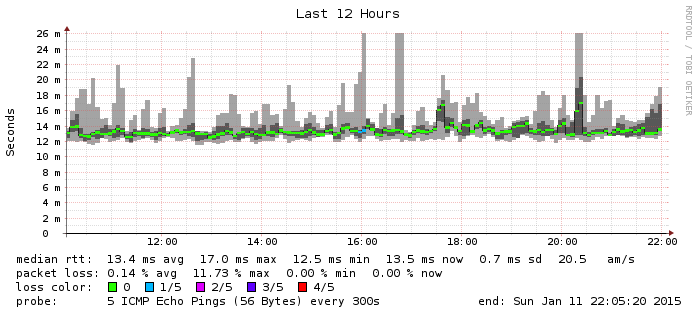 Last 12 Hours
RRDTOOL / TOBI OETIKER
Seconds
26 m
24 m
22 m
20 m
18 m
16 m
14 m
12 m
10 m
8 m
6 m
4 m
2 m
0
12:00 14:00 16:00 18:00 20:00 22:00
median rtt: 13.4 ms avg 17.0 ms max 12.5 ms min 13.5 ms now 0.7 ms sd 20.5 am/s
packet loss: 0.14 % avg 11.73 % max 0.00 % min 0.00 % now
loss color: 0 1/5 2/5 3/5 4/5
probe: 5 ICMP Echo Pings (56 Bytes) every 300s end: Sun Jan 11 22:05:20 2015